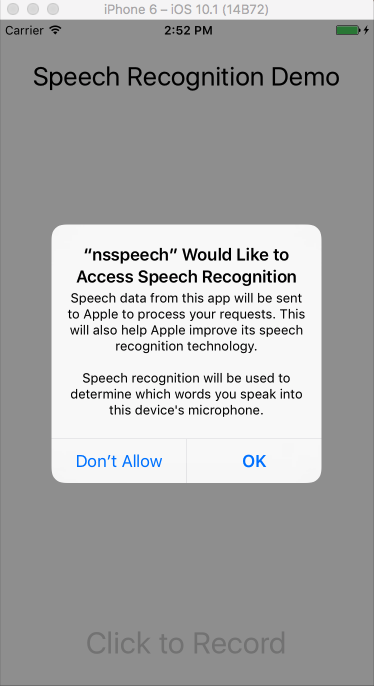 iPhone 6 – iOS 10.1 (14B72)
Carrier 2:52 PM
Speech Recognition Demo
“nsspeech” Would Like to
Access Speech Recognition
Speech data from this app will be sent
to Apple to process your requests. This
will also help Apple improve its speech
recognition technology.
Speech recognition will be used to
determine which words you speak into
this device's microphone.
Don’t Allow OK
Click to Record